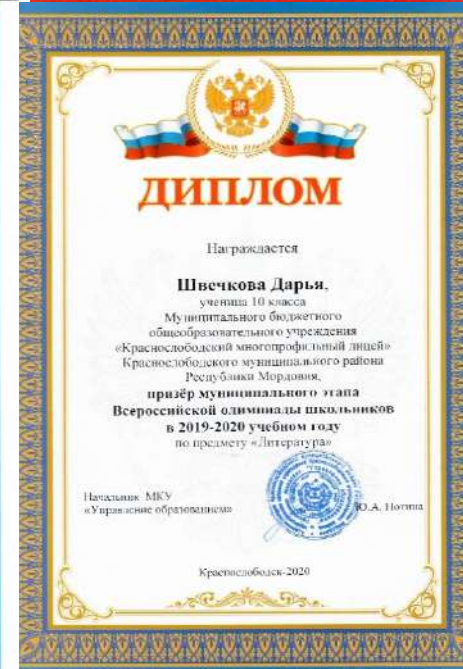 ДИПЛОМ
Награждается
Швечкова Дарья,
ученица 10 класса
Муниципального бюджетного
общеобразовательного учреждения
«Краснослободский многопрофильный лицей»
Краснослободского муниципального района
Республики Мордовия,
призёр муниципального этапа
Всероссийской олимпиады школьников
в 2019-2020 учебном году
по предмету «Литература»
Начальник МКУ
«Управление образованием»
Ю.А.
Краснослободск-2020